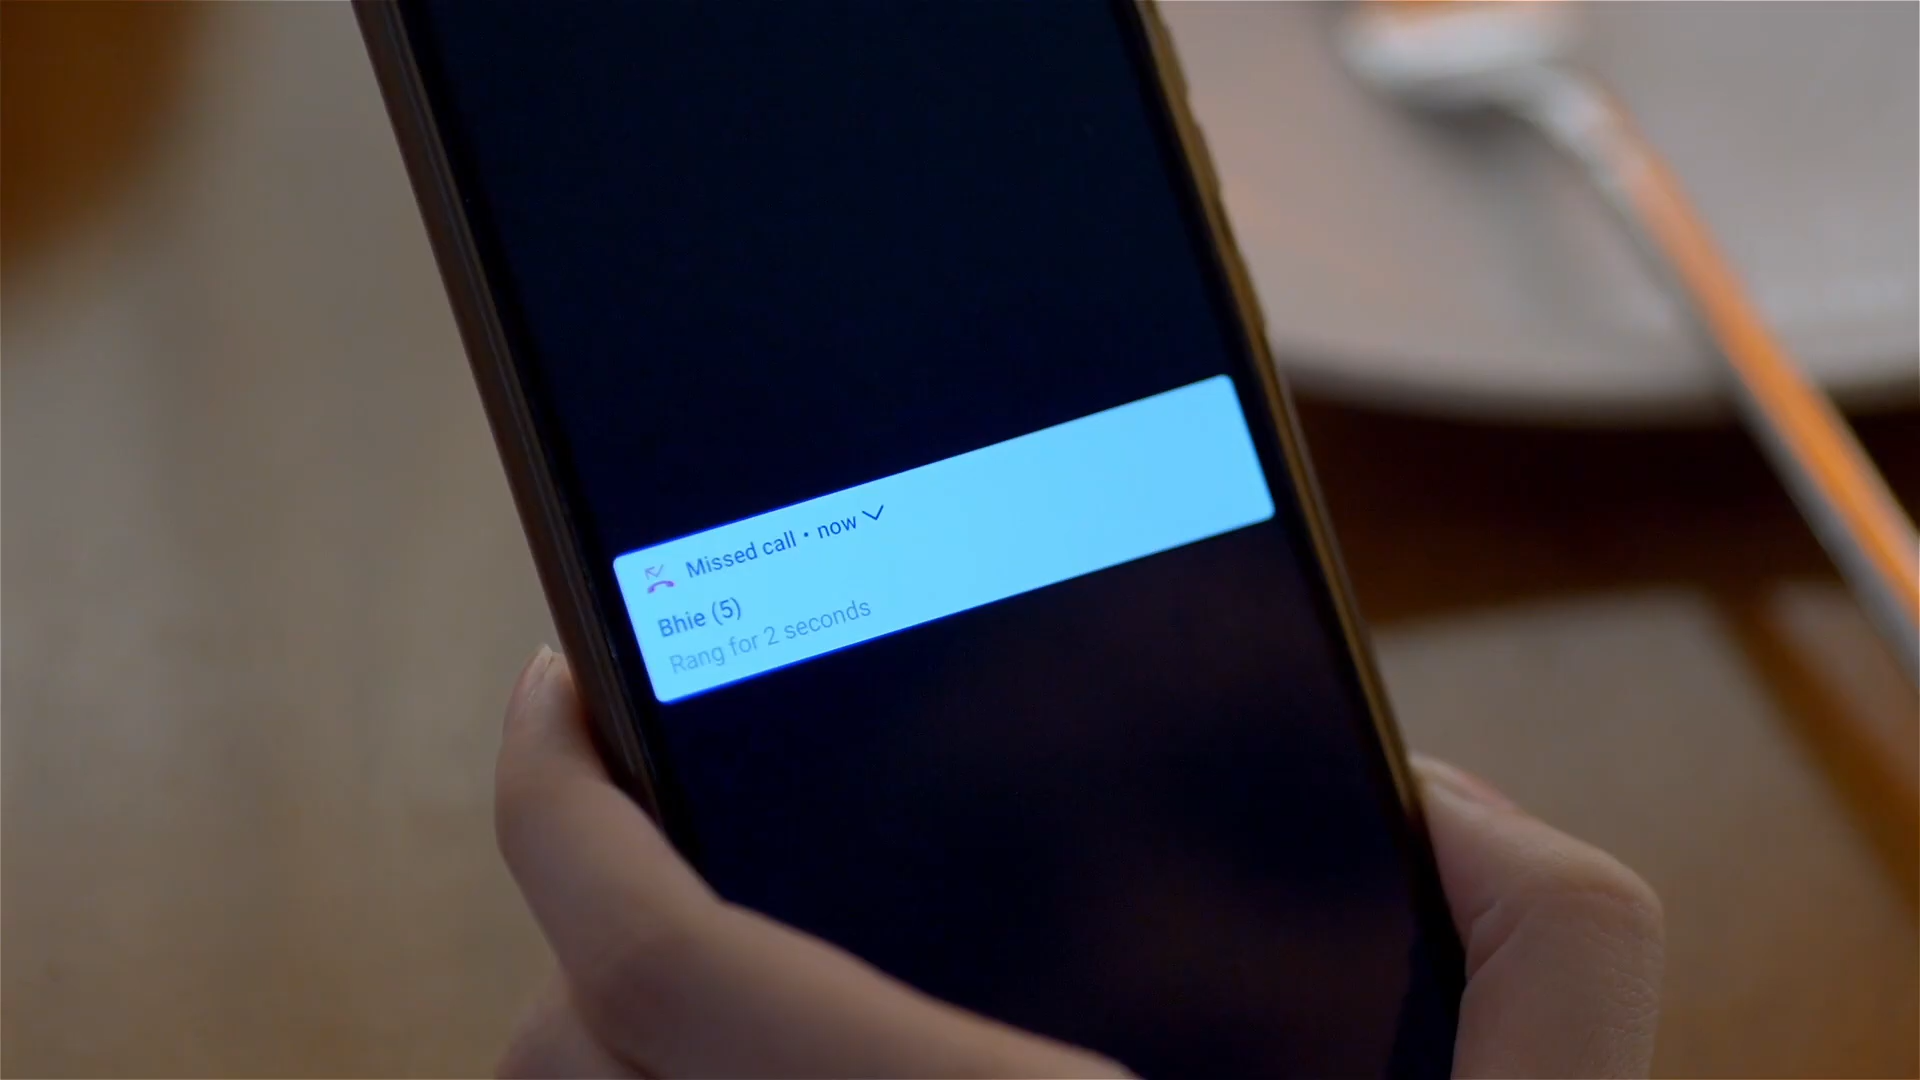 Missed call • now
Bhie (5)
Rang for 2 seconds